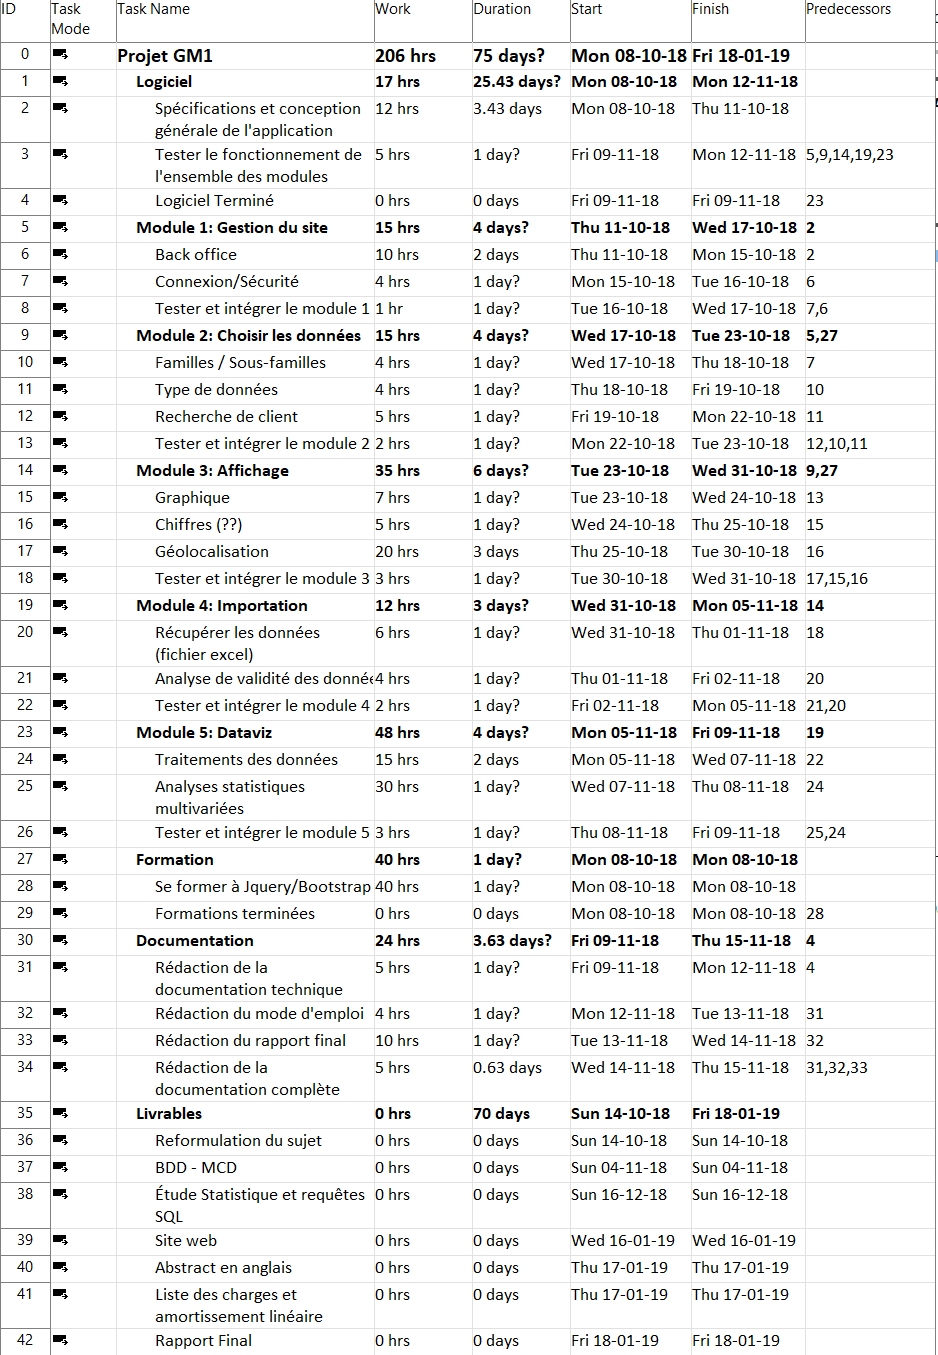 ID Task Mode Task Name Work Duration Start Finish Predecessors
0 Projet GM1 206 hrs 75 days? Mon 08-10-18 Fri 18-01-19
1 Logiciel 17 hrs 25.43 days? Mon 08-10-18 Mon 12-11-18
2 Spécifications et conception 12 hrs 3.43 days Mon 08-10-18 Thu 11-10-18
générale de l'application
3 Tester le fonctionnement de 5 hrs 1 day? Fri 09-11-18 Mon 12-11-18 5,9,14,19,23
l'ensemble des modules
4 Logiciel Terminé 0 hrs 0 days Fri 09-11-18 Fri 09-11-18 23
5 Module 1: Gestion du site 15 hrs 4 days? Thu 11-10-18 Wed 17-10-18 2
6 Back office 10 hrs 2 days Thu 11-10-18 Mon 15-10-18 2
7 Connexion/Sécurité 4 hrs 1 day? Mon 15-10-18 Tue 16-10-18 6
8 Tester et intégrer le module 1 1 hr 1 day? Tue 16-10-18 Wed 17-10-18 7,6
9 Module 2: Choisir les données 15 hrs 4 days? Wed 17-10-18 Tue 23-10-18 5,27
10 Familles / Sous-familles 4 hrs 1 day? Wed 17-10-18 Thu 18-10-18 7
11 Type de données 4 hrs 1 day? Thu 18-10-18 Fri 19-10-18 10
12 Recherche de client 5 hrs 1 day? Fri 19-10-18 Mon 22-10-18 11
13 Tester et intégrer le module 2 2 hrs 1 day? Mon 22-10-18 Tue 23-10-18 12,10,11
14 Module 3: Affichage 35 hrs 6 days? Tue 23-10-18 Wed 31-10-18 9,27
15 Graphique 7 hrs 1 day? Tue 23-10-18 Wed 24-10-18 13
16 Chiffres (??) 5 hrs 1 day? Wed 24-10-18 Thu 25-10-18 15
17 Géolocalisation 20 hrs 3 days Thu 25-10-18 Tue 30-10-18 16
18 Tester et intégrer le module 3 3 hrs 1 day? Tue 30-10-18 Wed 31-10-18 17,15,16
19 Module 4: Importation 12 hrs 3 days? Wed 31-10-18 Mon 05-11-18 14
20 Récupérer les données 6 hrs 1 day? Wed 31-10-18 Thu 01-11-18 18
(fichier excel)
21 Analyse de validité des donnée 4 hrs 1 day? Thu 01-11-18 Fri 02-11-18 20
22 Tester et intégrer le module 4 2 hrs 1 day? Fri 02-11-18 Mon 05-11-18 21,20
23 Module 5: Dataviz 48 hrs 4 days? Mon 05-11-18 Fri 09-11-18 19
24 Traitements des données 15 hrs 2 days Mon 05-11-18 Wed 07-11-18 22
25 Analyses statistiques 30 hrs 1 day? Wed 07-11-18 Thu 08-11-18 24
multivariées
26 Tester et intégrer le module 5 3 hrs 1 day? Thu 08-11-18 Fri 09-11-18 25,24
27 Formation 40 hrs 1 day? Mon 08-10-18 Mon 08-10-18
28 Se former à Jquery/Bootstrap 40 hrs 1 day? Mon 08-10-18 Mon 08-10-18
29 Formations terminées 0 hrs 0 days Mon 08-10-18 Mon 08-10-18 28
30 Documentation 24 hrs 3.63 days? Fri 09-11-18 Thu 15-11-18 4
31 Rédaction de la 5 hrs 1 day? Fri 09-11-18 Mon 12-11-18 4
documentation technique
32 Rédaction du mode d'emploi 4 hrs 1 day? Mon 12-11-18 Tue 13-11-18 31
33 Rédaction du rapport final 10 hrs 1 day? Tue 13-11-18 Wed 14-11-18 32
34 Rédaction de la 5 hrs 0.63 days Wed 14-11-18 Thu 15-11-18 31,32,33
documentation complète
35 Livrables 0 hrs 70 days Sun 14-10-18 Fri 18-01-19
36 Reformulation du sujet 0 hrs 0 days Sun 14-10-18 Sun 14-10-18
37 BDD - MCD 0 hrs 0 days Sun 04-11-18 Sun 04-11-18
38 Étude Statistique et requêtes 0 hrs 0 days Sun 16-12-18 Sun 16-12-18
SQL
39 Site web 0 hrs 0 days Wed 16-01-19 Wed 16-01-19
40 Abstract en anglais 0 hrs 0 days Thu 17-01-19 Thu 17-01-19
41 Liste des charges et 0 hrs 0 days Thu 17-01-19 Thu 17-01-19
amortissement linéaire
42 Rapport Final 0 hrs 0 days Fri 18-01-19 Fri 18-01-19